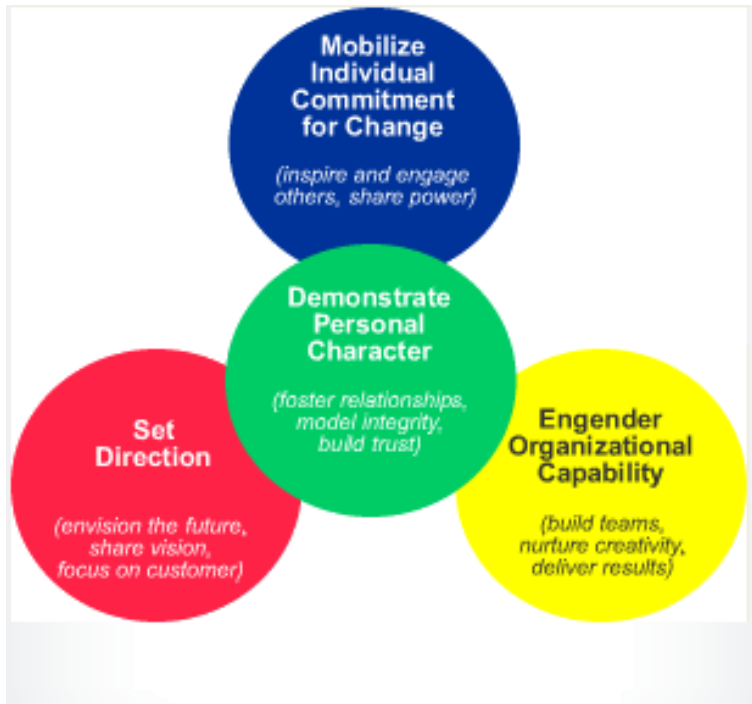 Mobilize
Individual
Commitment
for Change
(inspire and engage
others, share power)
Demonstrate
Personal
Character
(foster relationships,
model integrity,
build trust)
Set
Direction
(envision the future,
share vision,
focus on customer)
Engender
Organizational
Capability
(build teams,
nurture creativity,
deliver results)